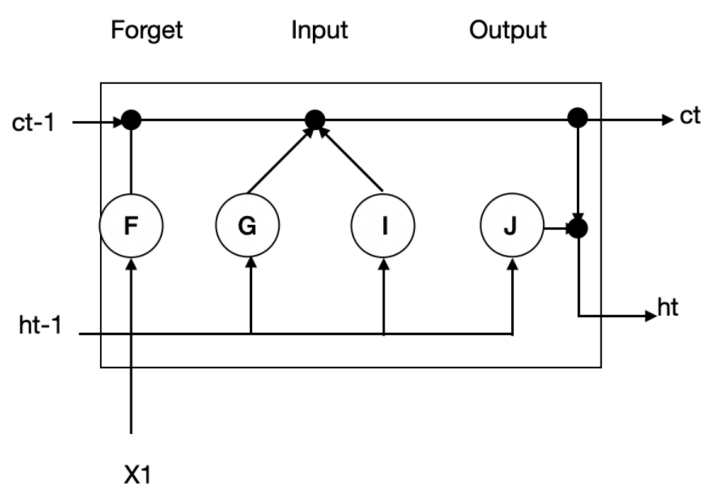 Forget Input Output
ct-1 ct
F G I J
ht-1 ht
X1